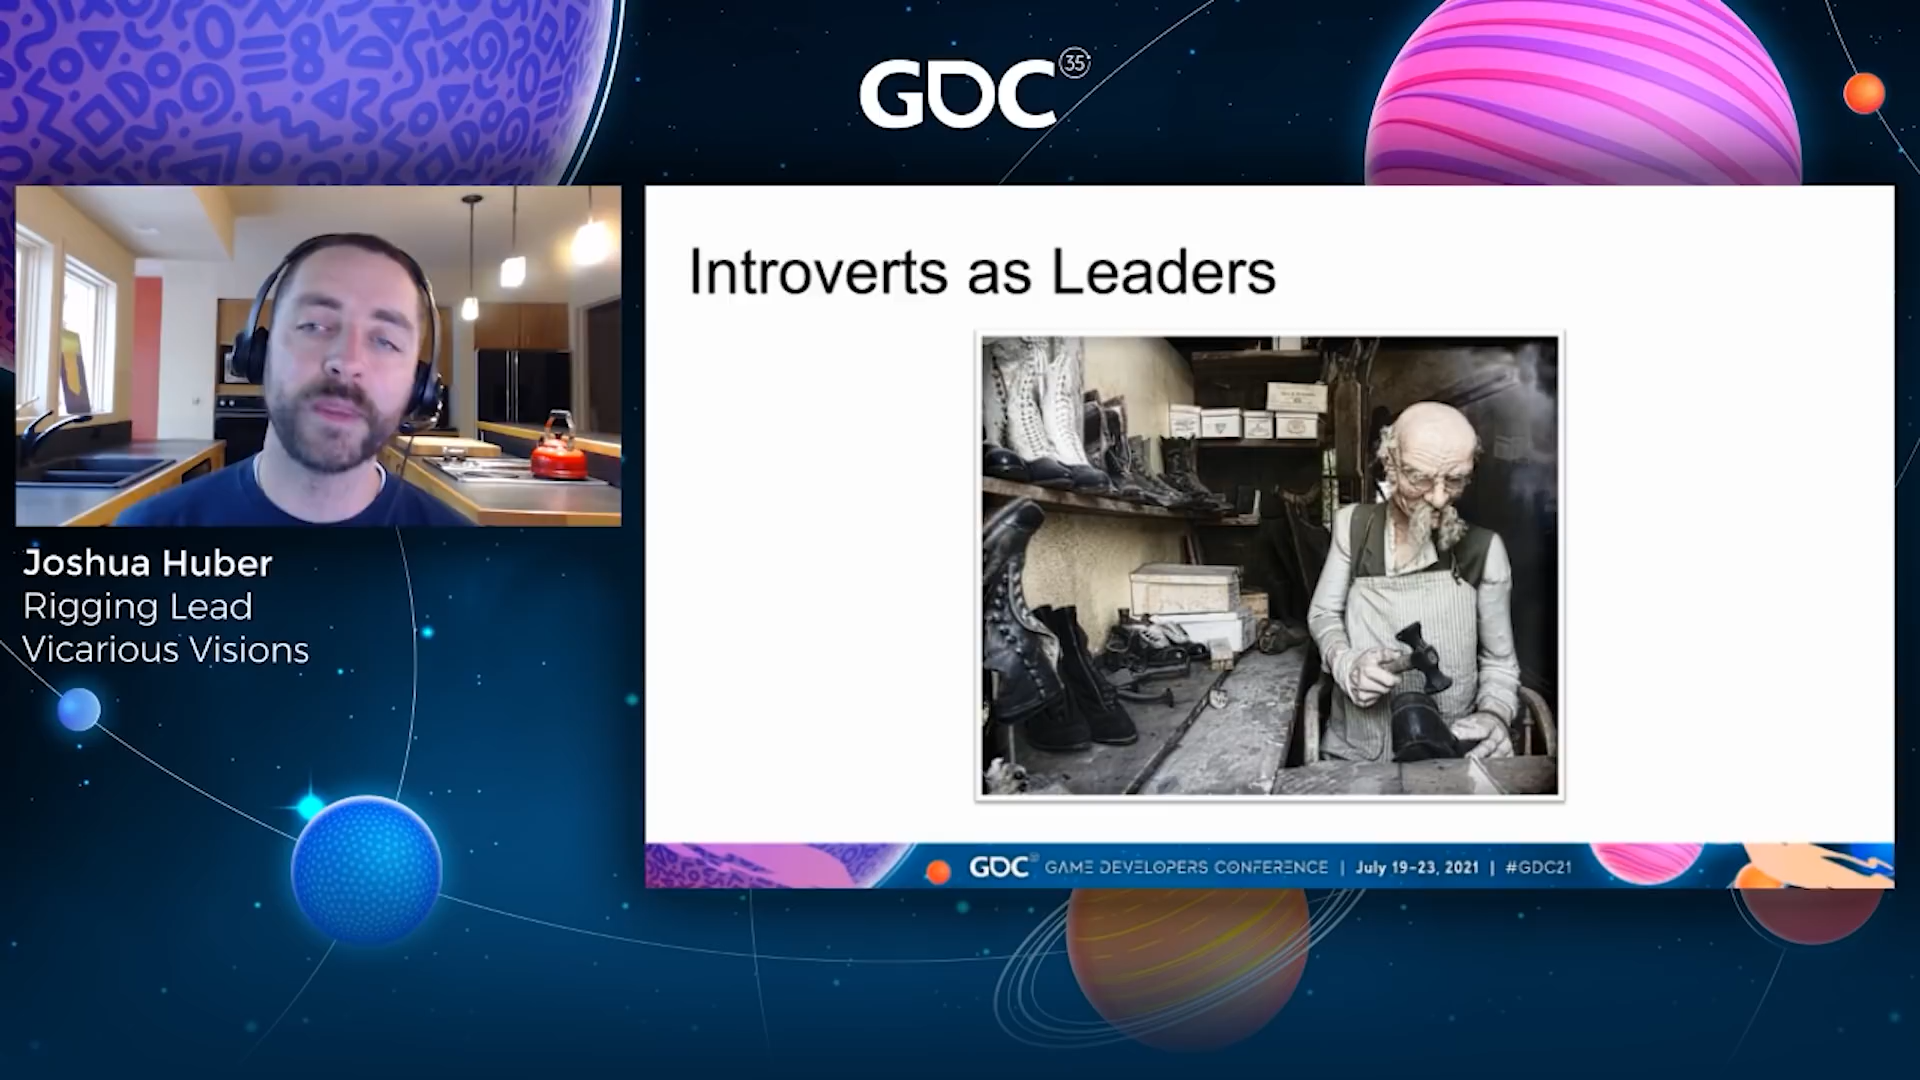 GDC 35
Introverts as Leaders
Joshua Huber
Rigging Lead
Vicarious Visions
GDC GAME DEVELOPERS CONFERENCE | July 19-23, 2021 | #GDC21